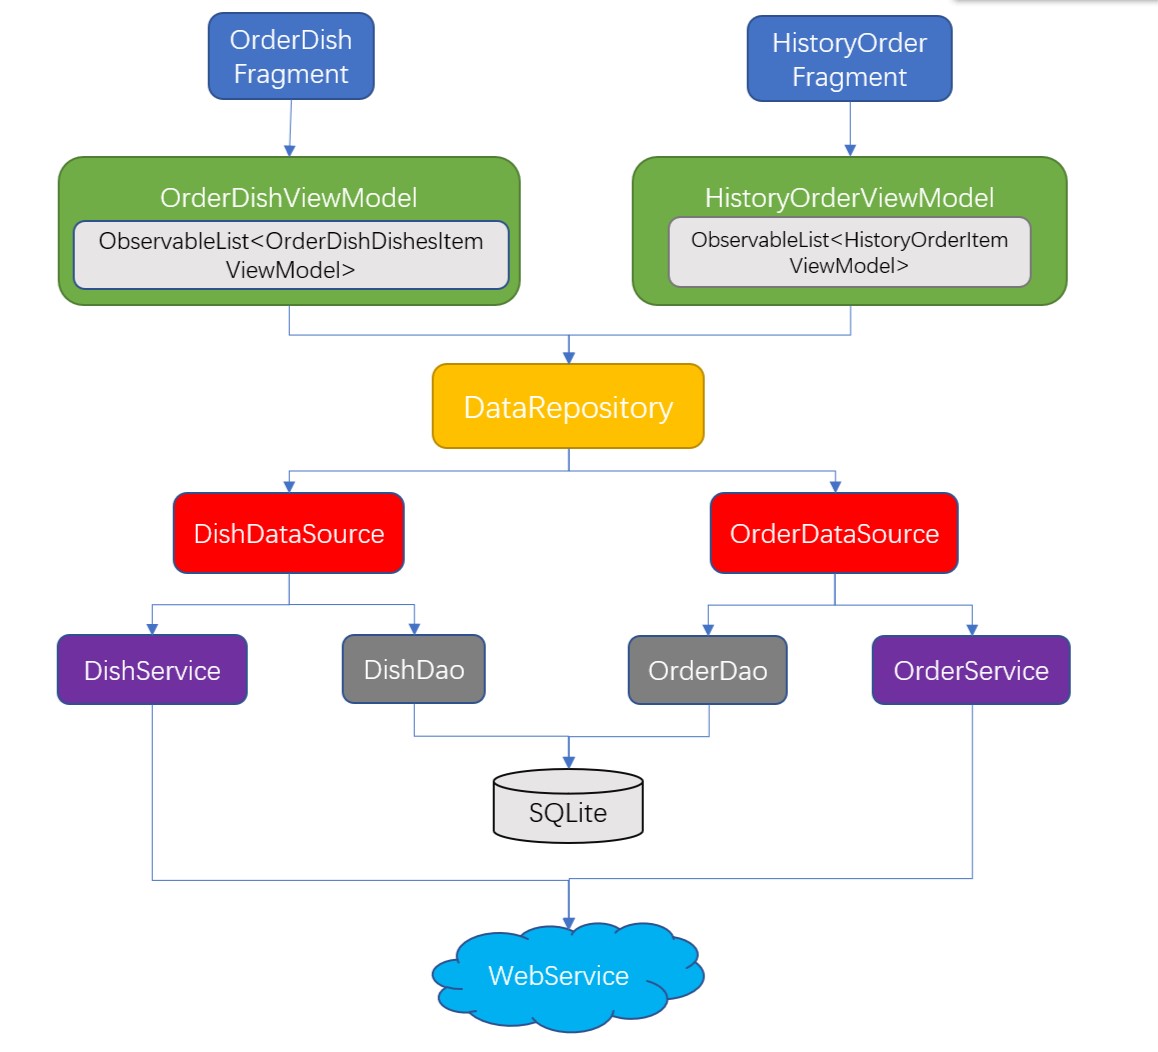 OrderDish
Fragment
HistoryOrder
Fragment
OrderDishViewModel
ObservableList<OrderDishDishesItem
ViewModel>
HistoryOrderViewModel
ObservableList<HistoryOrderItem
ViewModel>
DataRepository
DishDataSource
OrderDataSource
DishService
DishDao
OrderDao
OrderService
SQLite
WebService